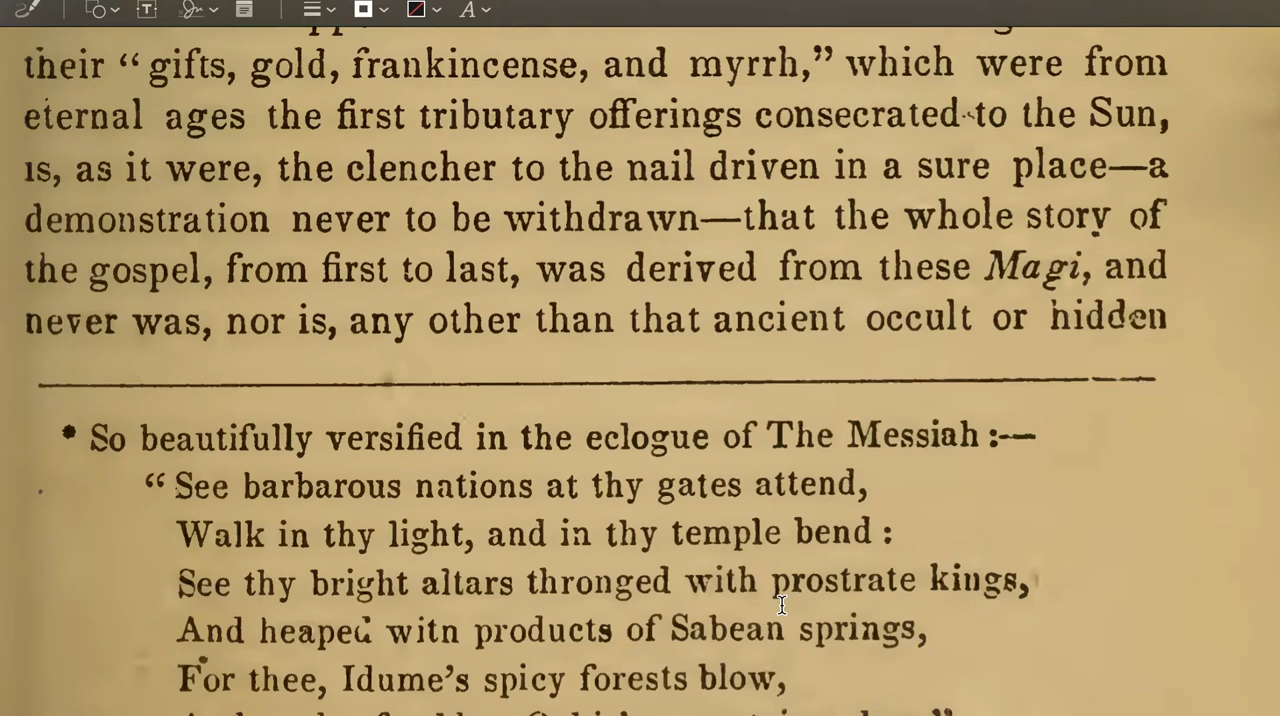 their “ gifts, gold, frankincense, and myrrh,” which were from
eternal ages the first tributary offerings consecrated to the Sun,
is, as it were, the clencher to the nail driven in a sure place—a
demonstration never to be withdrawn—that the whole story of
the gospel, from first to last, was derived from these Magi, and
never was, nor is, any other than that ancient occult or hidden
* So beautifully versified in the eclogue of The Messiah :—
“ See barbarous nations at thy gates attend,
Walk in thy light, and in thy temple bend :
See thy bright altars thronged with prostrate kings,
And heaped with products of Sabean springs,
For thee, Idume’s spicy forests blow,